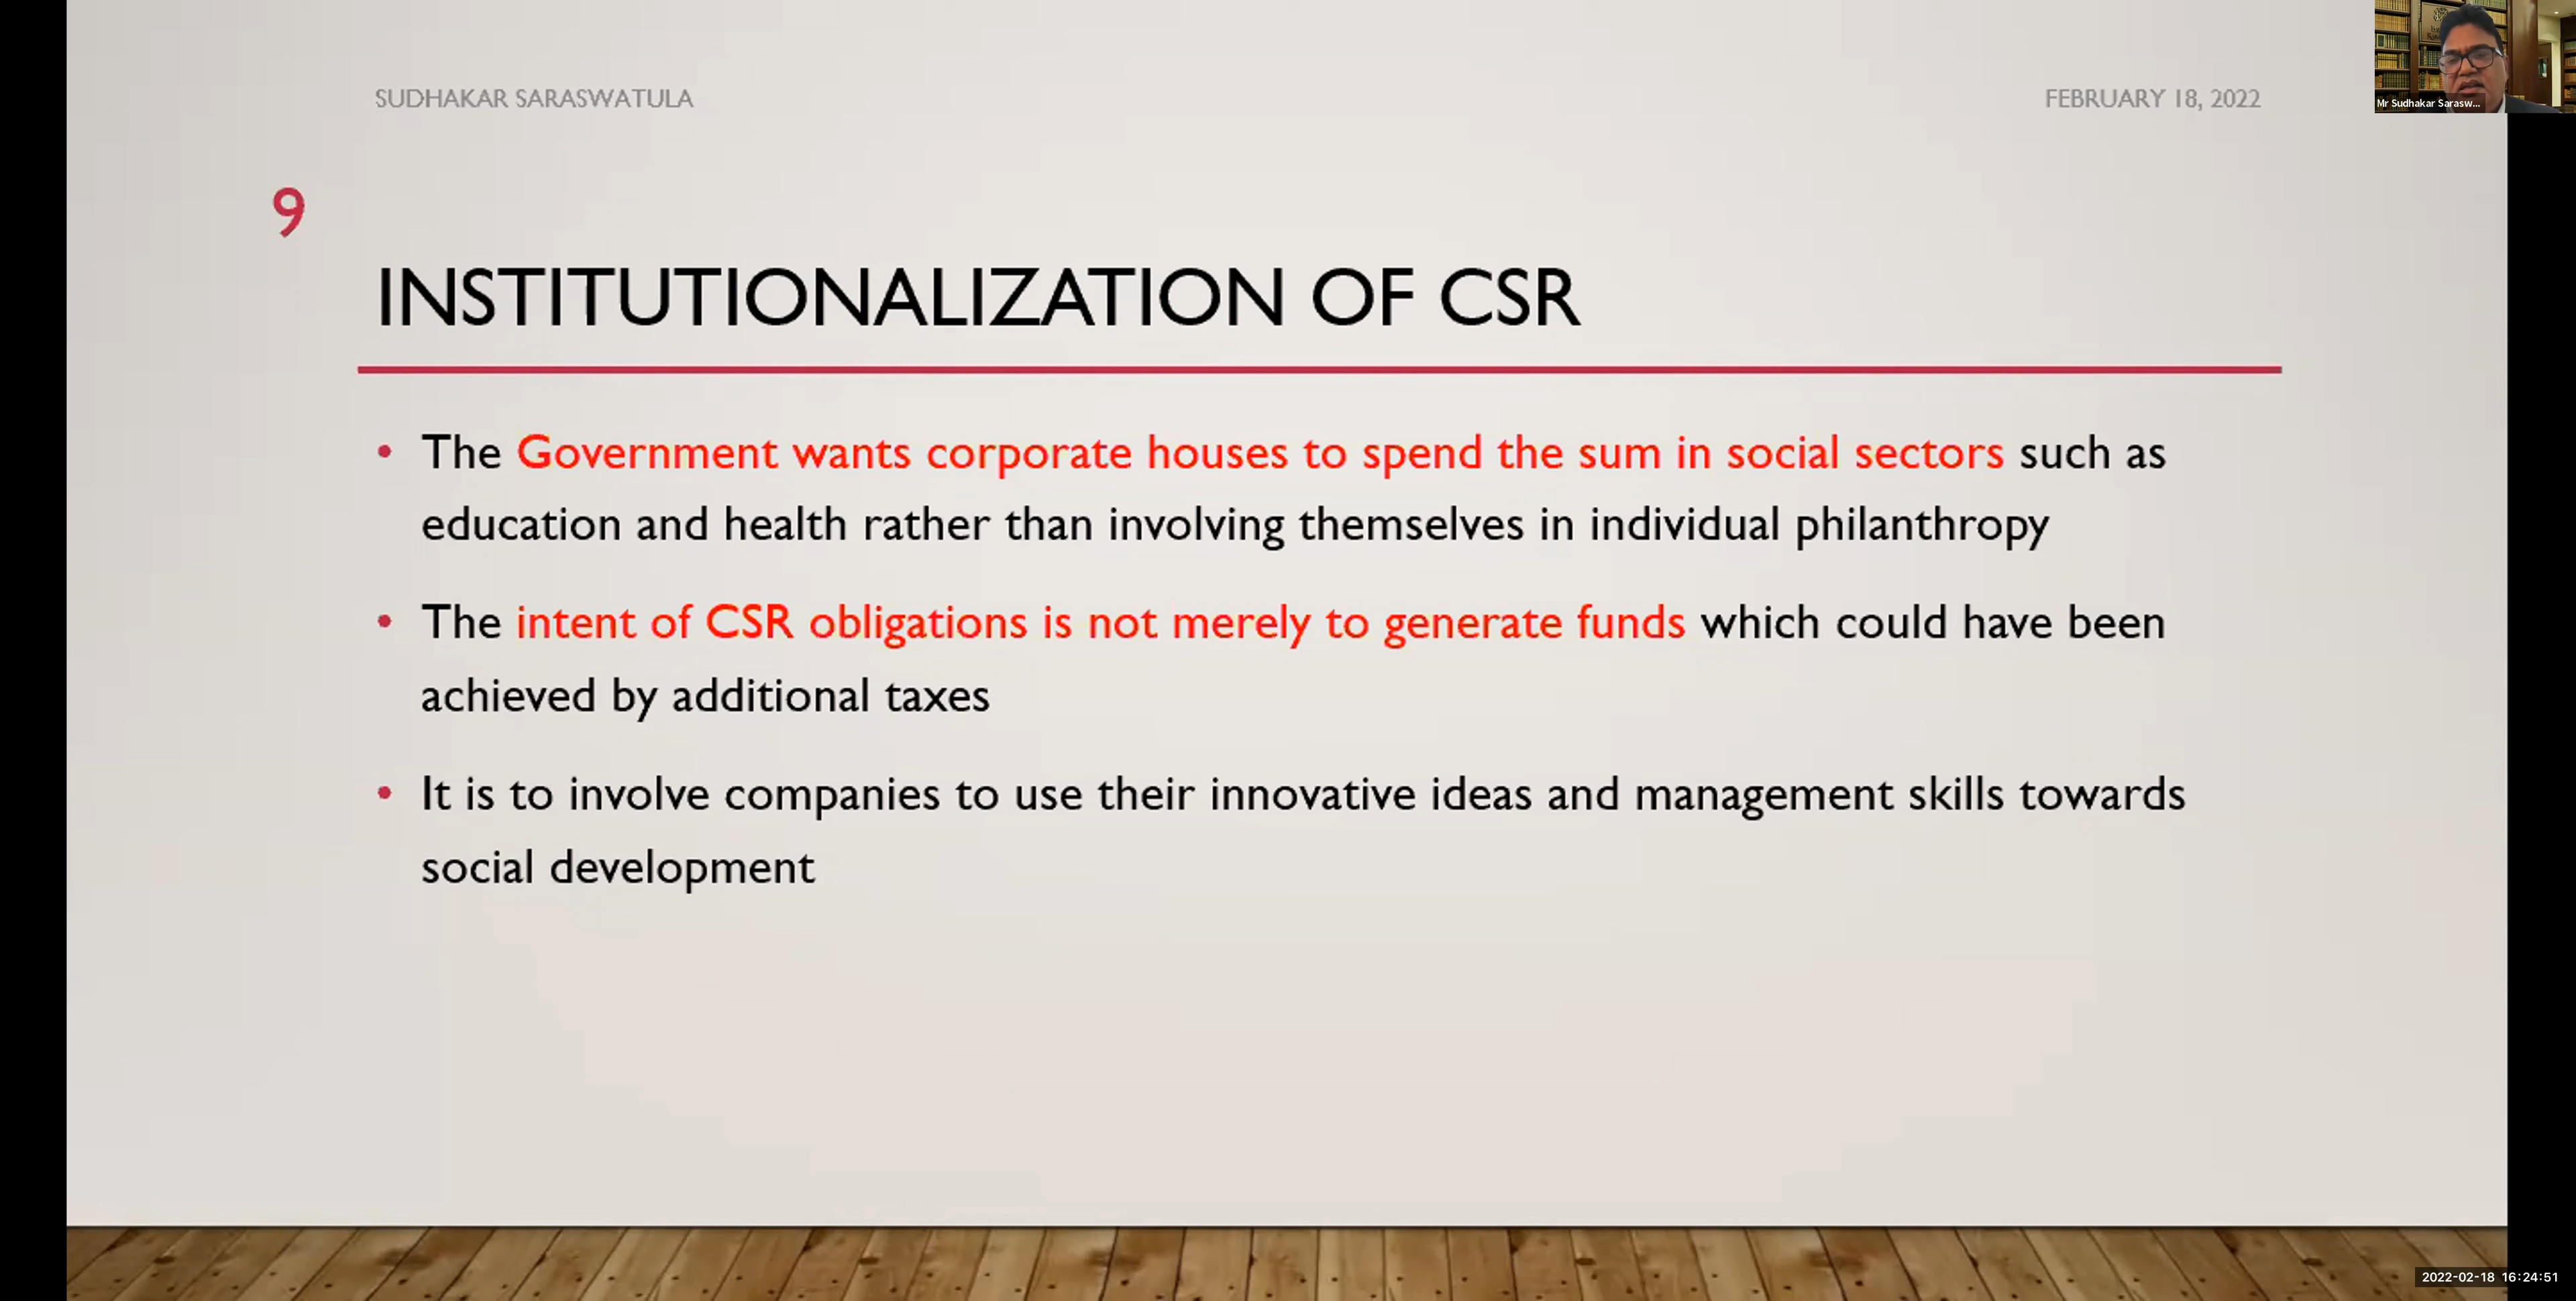 SUDHAKAR SARASWATULA
FEBRUARY 18, 2022
Mr Sudhakar Sarasw...
9
INSTITUTIONALIZATION OF CSR
• The Government wants corporate houses to spend the sum in social sectors such as
education and health rather than involving themselves in individual philanthropy
• The intent of CSR obligations is not merely to generate funds which could have been
achieved by additional taxes
• It is to involve companies to use their innovative ideas and management skills towards
social development
2022-02-18 16:24:51